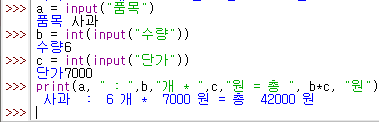 >>> a = input("품목")
품목 사과
>>> b = int(input("수량"))
수량6
>>> c = int(input("단가"))
단가7000
>>> print(a, " : ",b,"개 * ",c,"원 = 총 ", b*c, "원")
사과  :  6 개 *  7000 원 = 총  42000 원
>>>